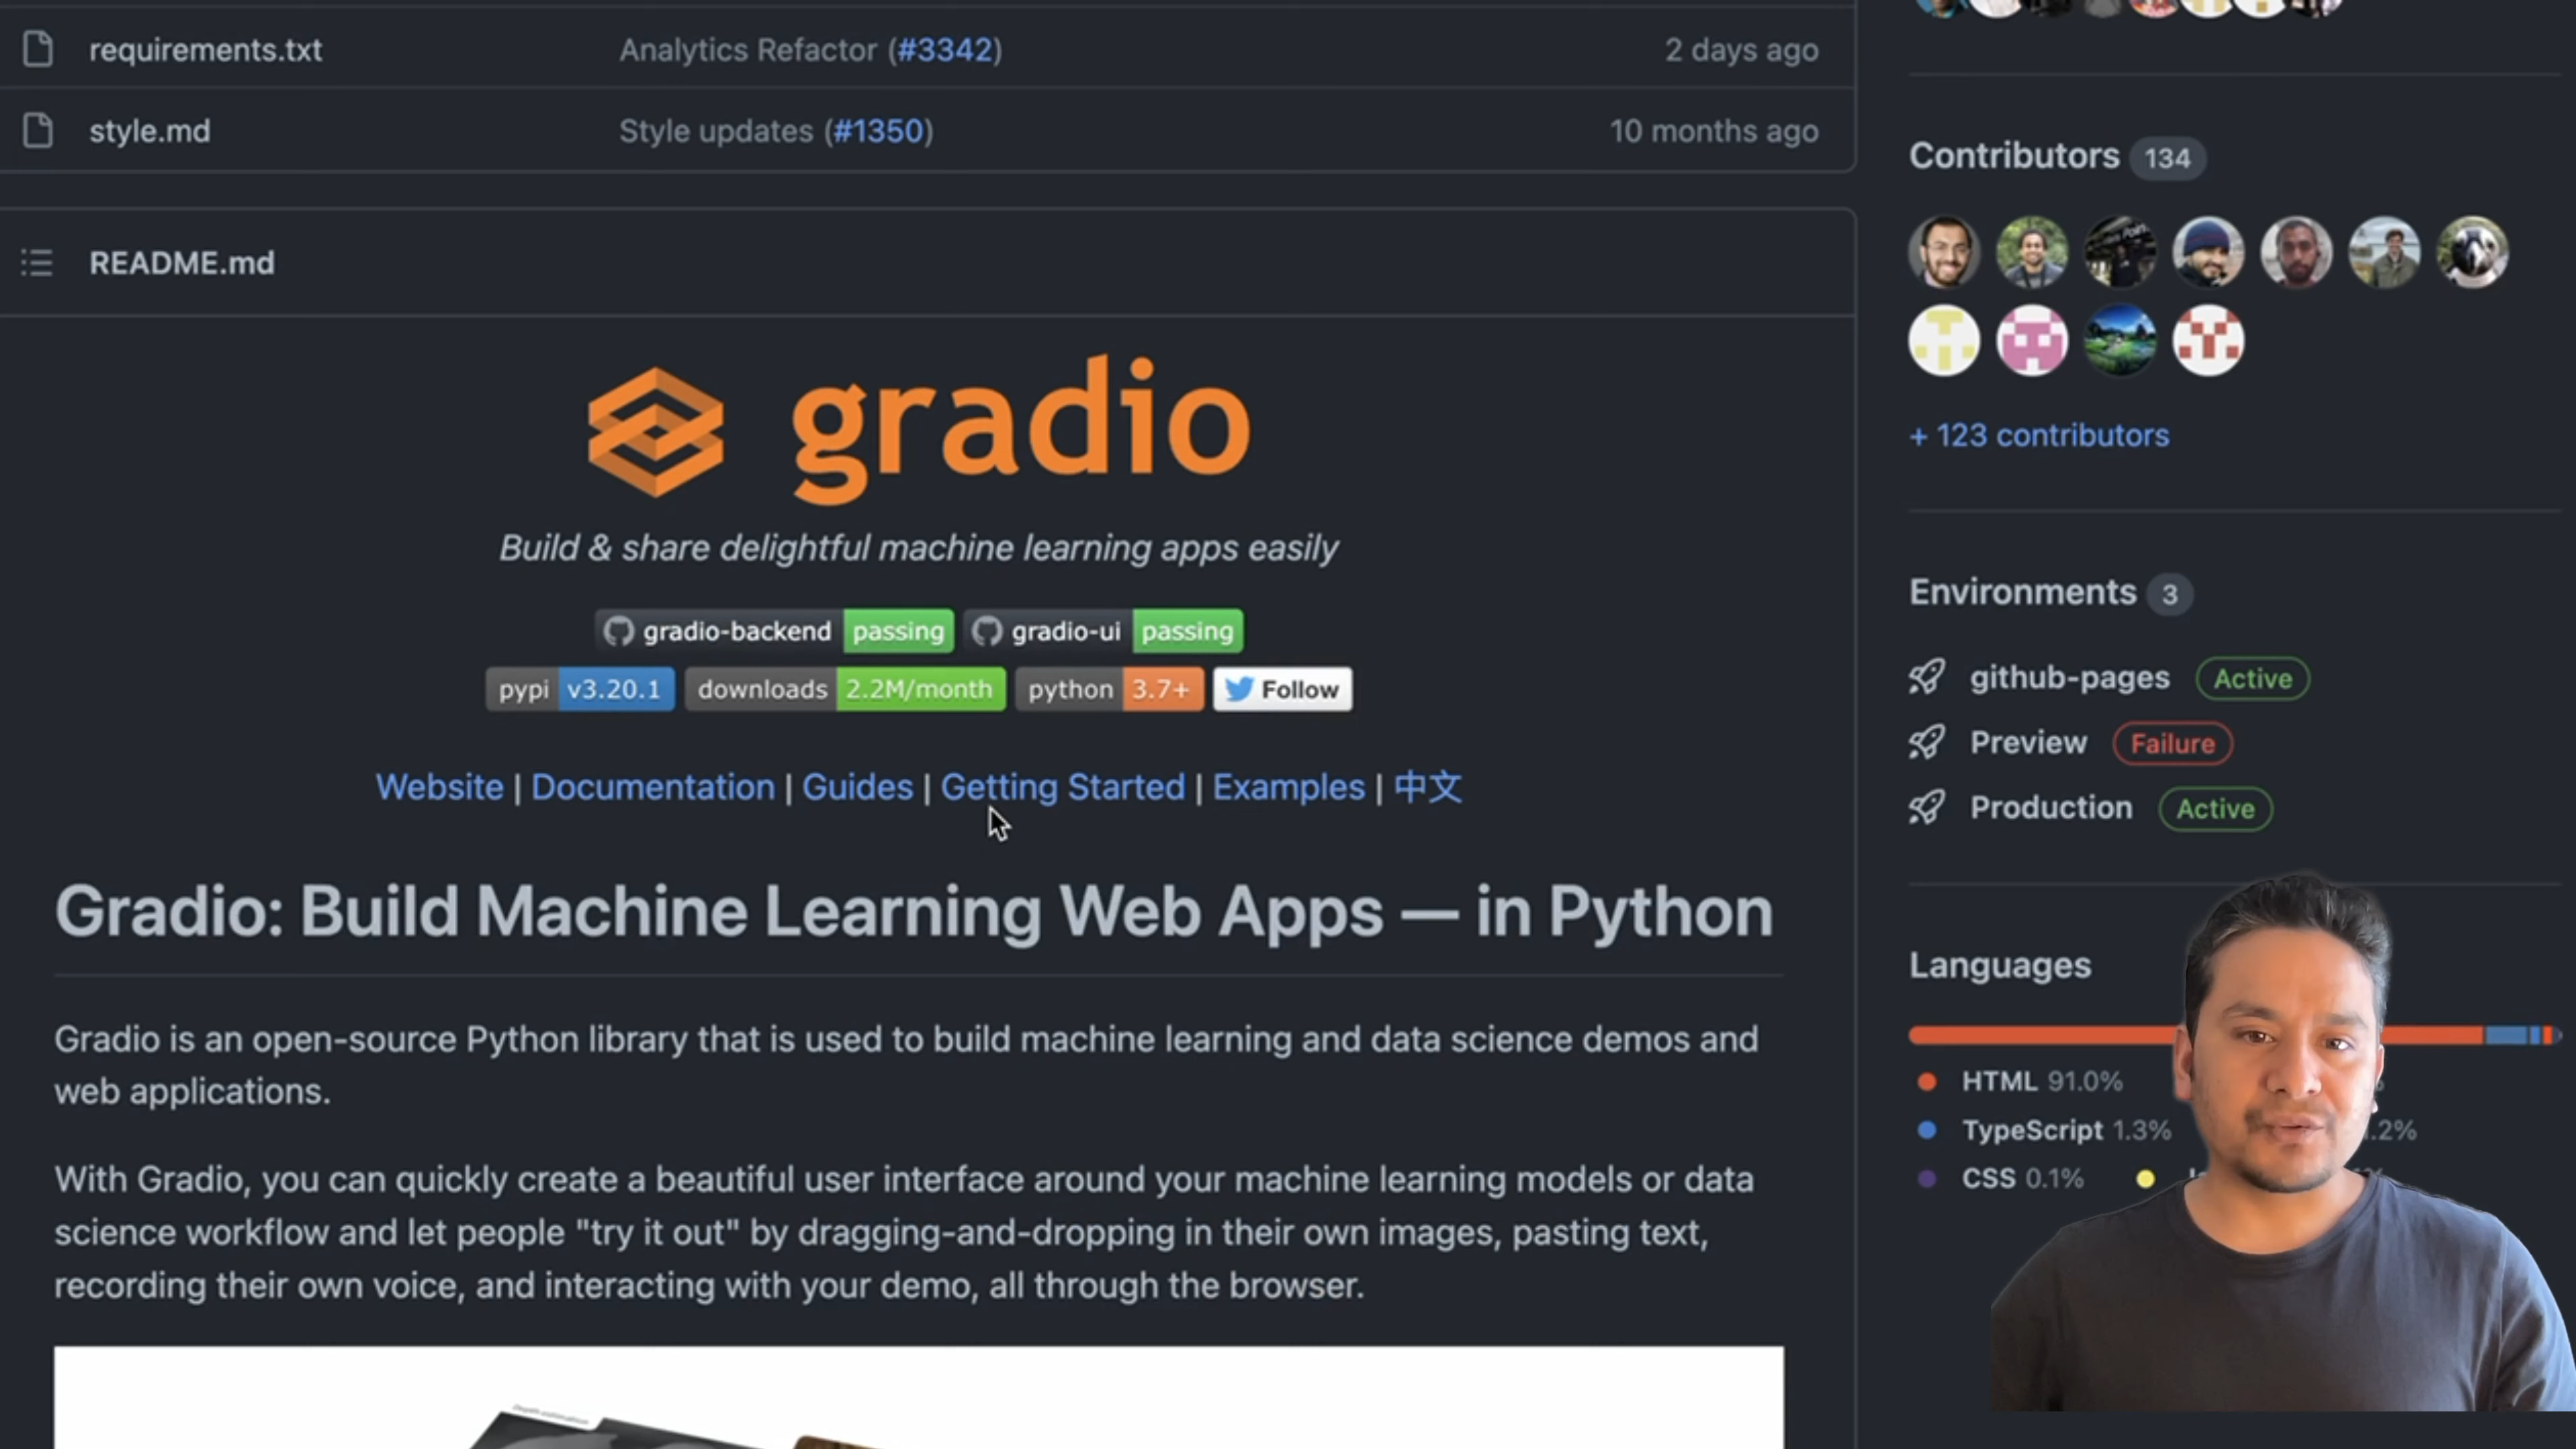 requirements.txt Analytics Refactor (#3342) 2 days ago
style.md Style updates (#1350) 10 months ago
README.md
gradio
Build & share delightful machine learning apps easily
gradio-backend passing gradio-ui passing
pypi v3.20.1 downloads 2.2M/month python 3.7+ Follow
Website | Documentation | Guides | Getting Started | Examples | 中文
Gradio: Build Machine Learning Web Apps — in Python
Gradio is an open-source Python library that is used to build machine learning and data science demos and
web applications.
With Gradio, you can quickly create a beautiful user interface around your machine learning models or data
science workflow and let people "try it out" by dragging-and-dropping in their own images, pasting text,
recording their own voice, and interacting with your demo, all through the browser.
Contributors 134
+ 123 contributors
Environments 3
github-pages Active
Preview Failure
Production Active
Languages
HTML 91.0%
TypeScript 1.3% .2%
CSS 0.1%